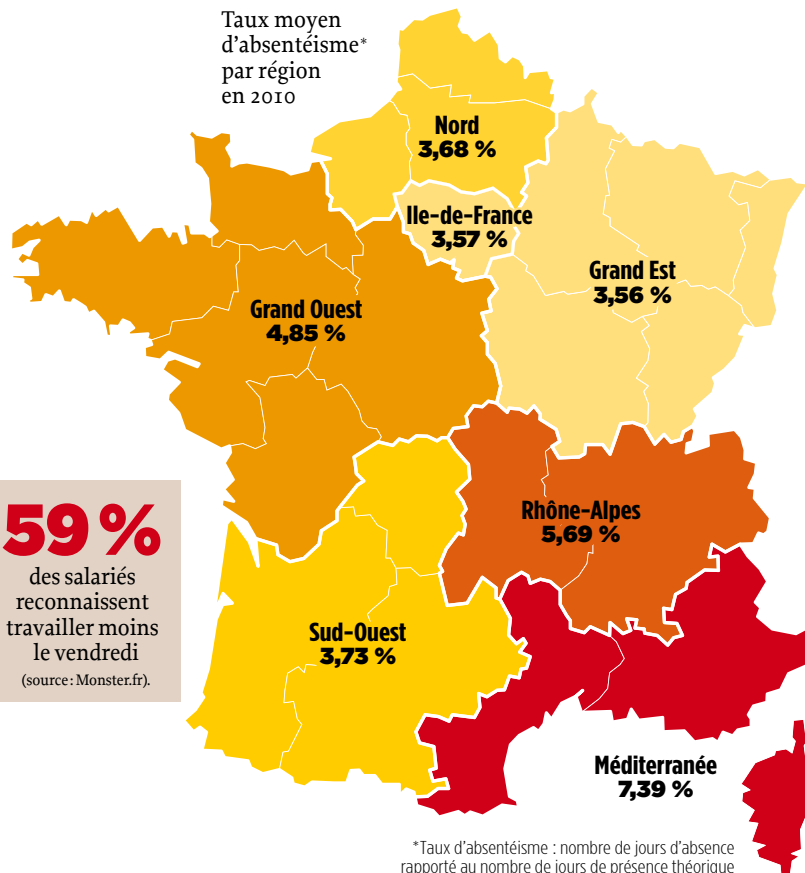 Taux moyen
d'absentéisme*
par région
en 2010
Nord
3,68 %
Ile-de-France
3,57 %
Grand Est
3,56 %
Grand Ouest
4,85 %
Rhône-Alpes
5,69 %
59 %
des salariés
reconnaissent
travailler moins
le vendredi
(source : Monster.fr).
Sud-Ouest
3,73 %
Méditerranée
7,39 %
*Taux d'absentéisme : nombre de jours d'absence
rapporté au nombre de jours de présence théorique